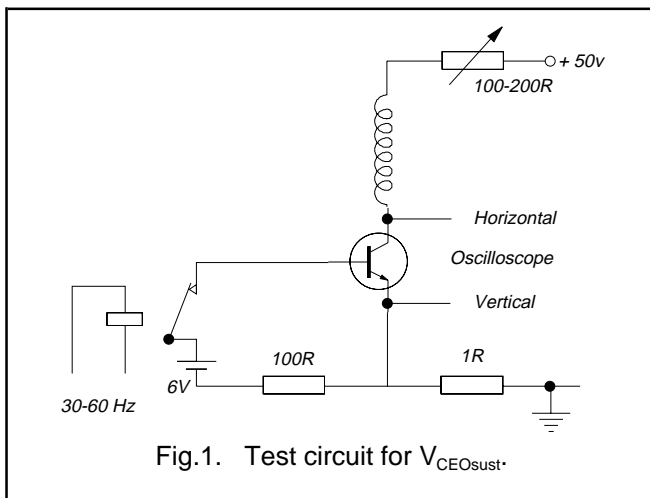 + 50v
100-200R
Horizontal
Oscilloscope
Vertical
100R
1R
6V
30-60 Hz
Fig.1. Test circuit for VCEOsust.